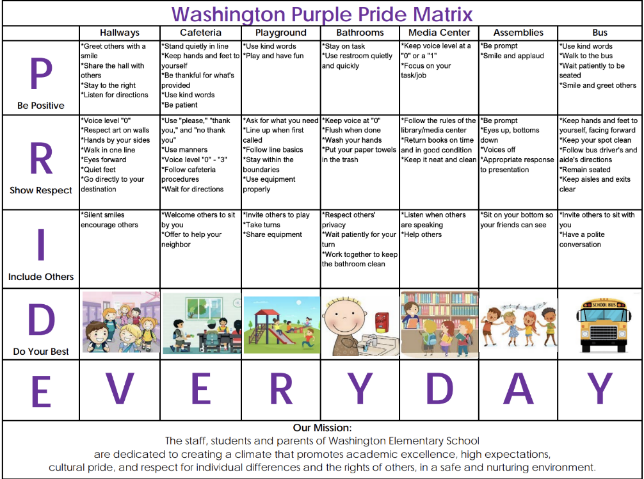 Washington Purple Pride Matrix
Hallways
Cafeteria
Playground
Bathrooms
Media Center
Assemblies
Bus
P
Be Positive
*Greet others with a
smile
*Share the hall with
others
*Stay to the right
*Listen for directions
*Stand quietly in line
*Keep hands and feet to
yourself
*Be thankful for what's
provided
*Use kind words
*Be patient
*Use kind words
*Play and have fun
*Stay on task
*Use restroom quietly
and quickly
*Keep voice level at a
"0" or a "1"
*Focus on your
task/job
*Be prompt
*Smile and applaud
*Use kind words
*Walk to the bus
*Wait patiently to be
seated
*Smile and greet others
R
Show Respect
*Voice level "0"
*Respect art on walls
*Hands by your sides
*Walk in one line
*Eyes forward
*Quiet feet
*Go directly to your
destination
*Use "please," "thank
you," and "no thank
you"
*Use manners
*Voice level "0" - "3"
*Follow cafeteria
procedures
*Wait for directions
*Ask for what you need
*Line up when first
called
*Follow line basics
*Stay within the
boundaries
*Use equipment
properly
*Keep voice at "0"
*Flush when done
*Wash your hands
*Put your paper towels
in the trash
*Follow the rules of the
library/media center
*Return books on time
and in good condition
*Keep it neat and clean
*Be prompt
*Eyes up, bottoms
down
*Voices off
*Appropriate response
to presentation
*Keep hands and feet to
yourself, facing forward
*Keep your spot clean
*Follow bus driver's and
aide's directions
*Remain seated
*Keep aisles and exits
clear
I
Include Others
*Silent smiles
encourage others
*Welcome others to sit
by you
*Offer to help your
neighbor
*Invite others to play
*Take turns
*Share equipment
*Respect others'
privacy
*Wait patiently for your
turn
*Work together to keep
the bathroom clean
*Listen when others
are speaking
*Help others
*Sit on your bottom so
your friends can see
*Invite others to sit with
you
*Have a polite
conversation
D
Do Your Best
SCHOOL BUS
E V E R Y D A Y
Our Mission:
The staff, students and parents of Washington Elementary School
are dedicated to creating a climate that promotes academic excellence, high expectations,
cultural pride, and respect for individual differences and the rights of others, in a safe and nurturing environment.